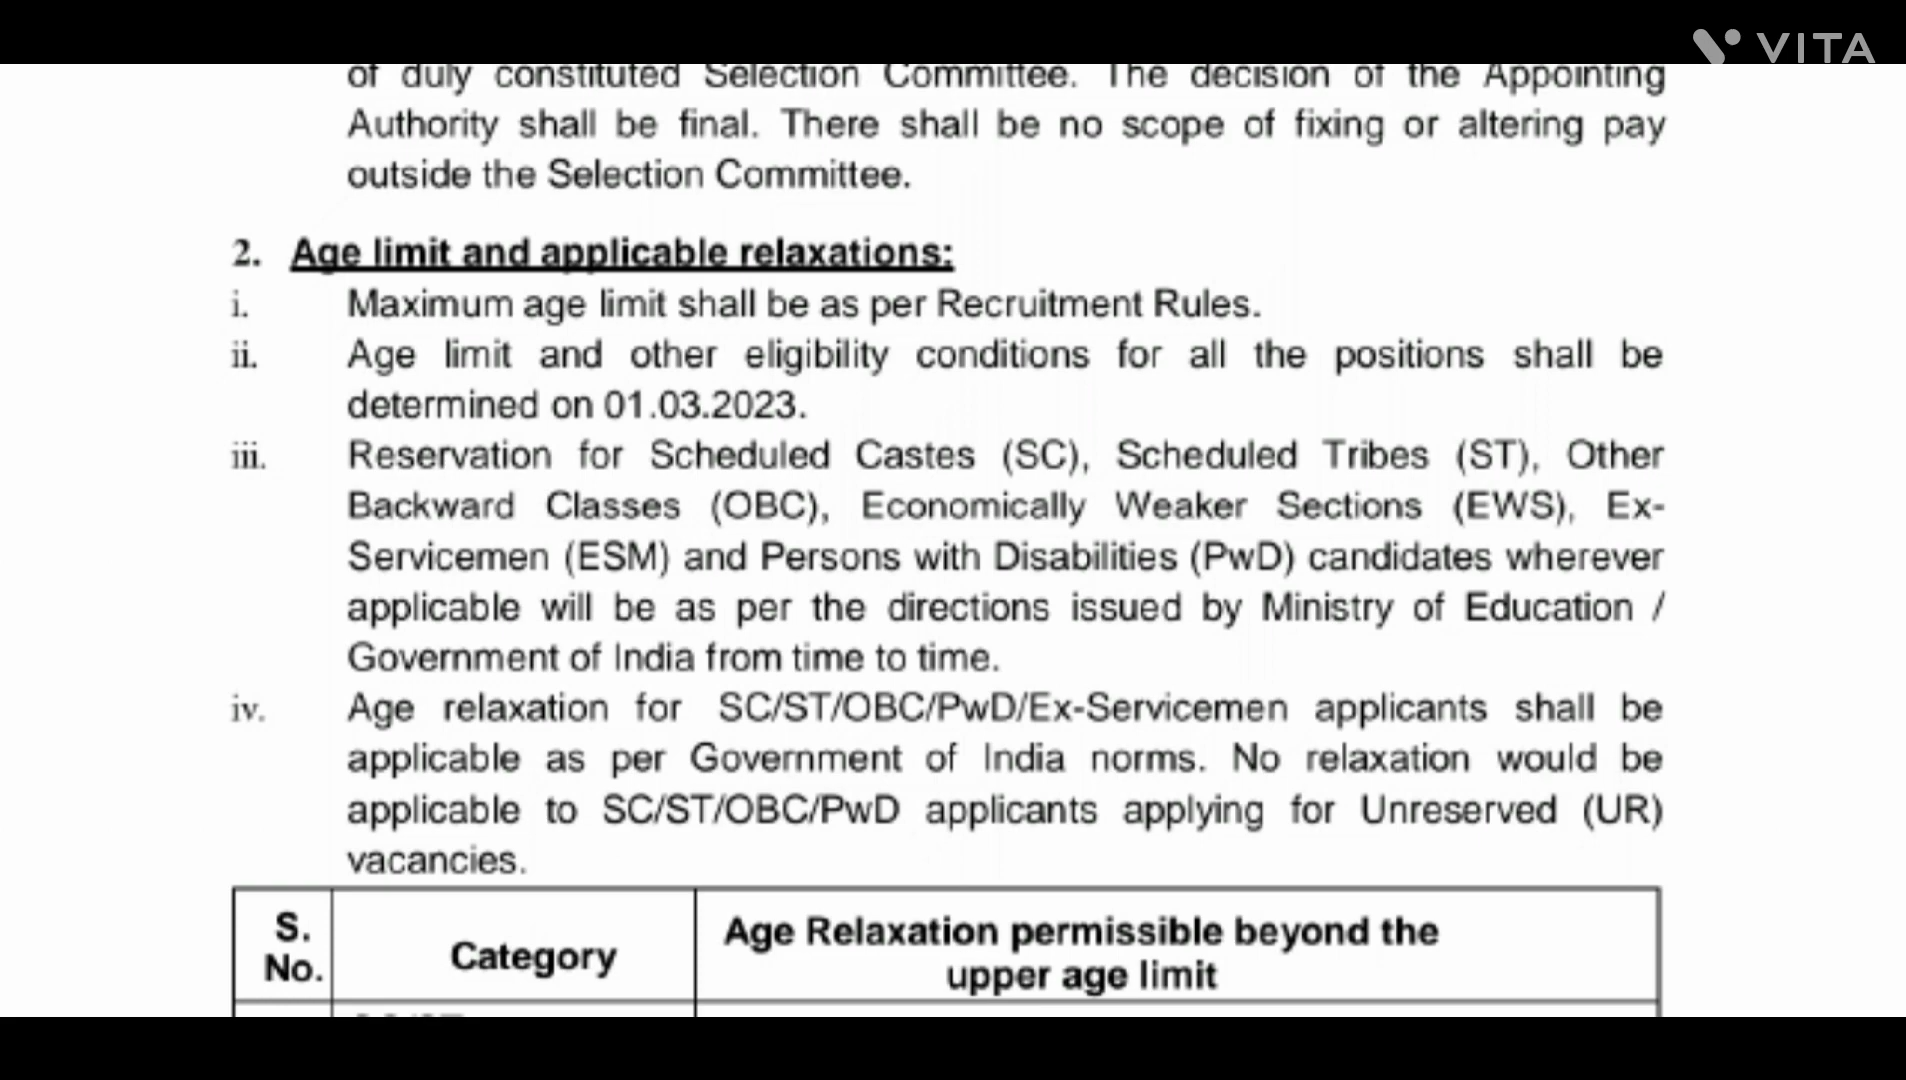 VITA
of duly constituted Selection Committee. The decision of the Appointing
Authority shall be final. There shall be no scope of fixing or altering pay
outside the Selection Committee.
2. Age limit and applicable relaxations:
i. Maximum age limit shall be as per Recruitment Rules.
ii. Age limit and other eligibility conditions for all the positions shall be
determined on 01.03.2023.
iii. Reservation for Scheduled Castes (SC), Scheduled Tribes (ST), Other
Backward Classes (OBC), Economically Weaker Sections (EWS), Ex-
Servicemen (ESM) and Persons with Disabilities (PwD) candidates wherever
applicable will be as per the directions issued by Ministry of Education /
Government of India from time to time.
iv. Age relaxation for SC/ST/OBC/PwD/Ex-Servicemen applicants shall be
applicable as per Government of India norms. No relaxation would be
applicable to SC/ST/OBC/PwD applicants applying for Unreserved (UR)
vacancies.
S.
No.
Category
Age Relaxation permissible beyond the
upper age limit